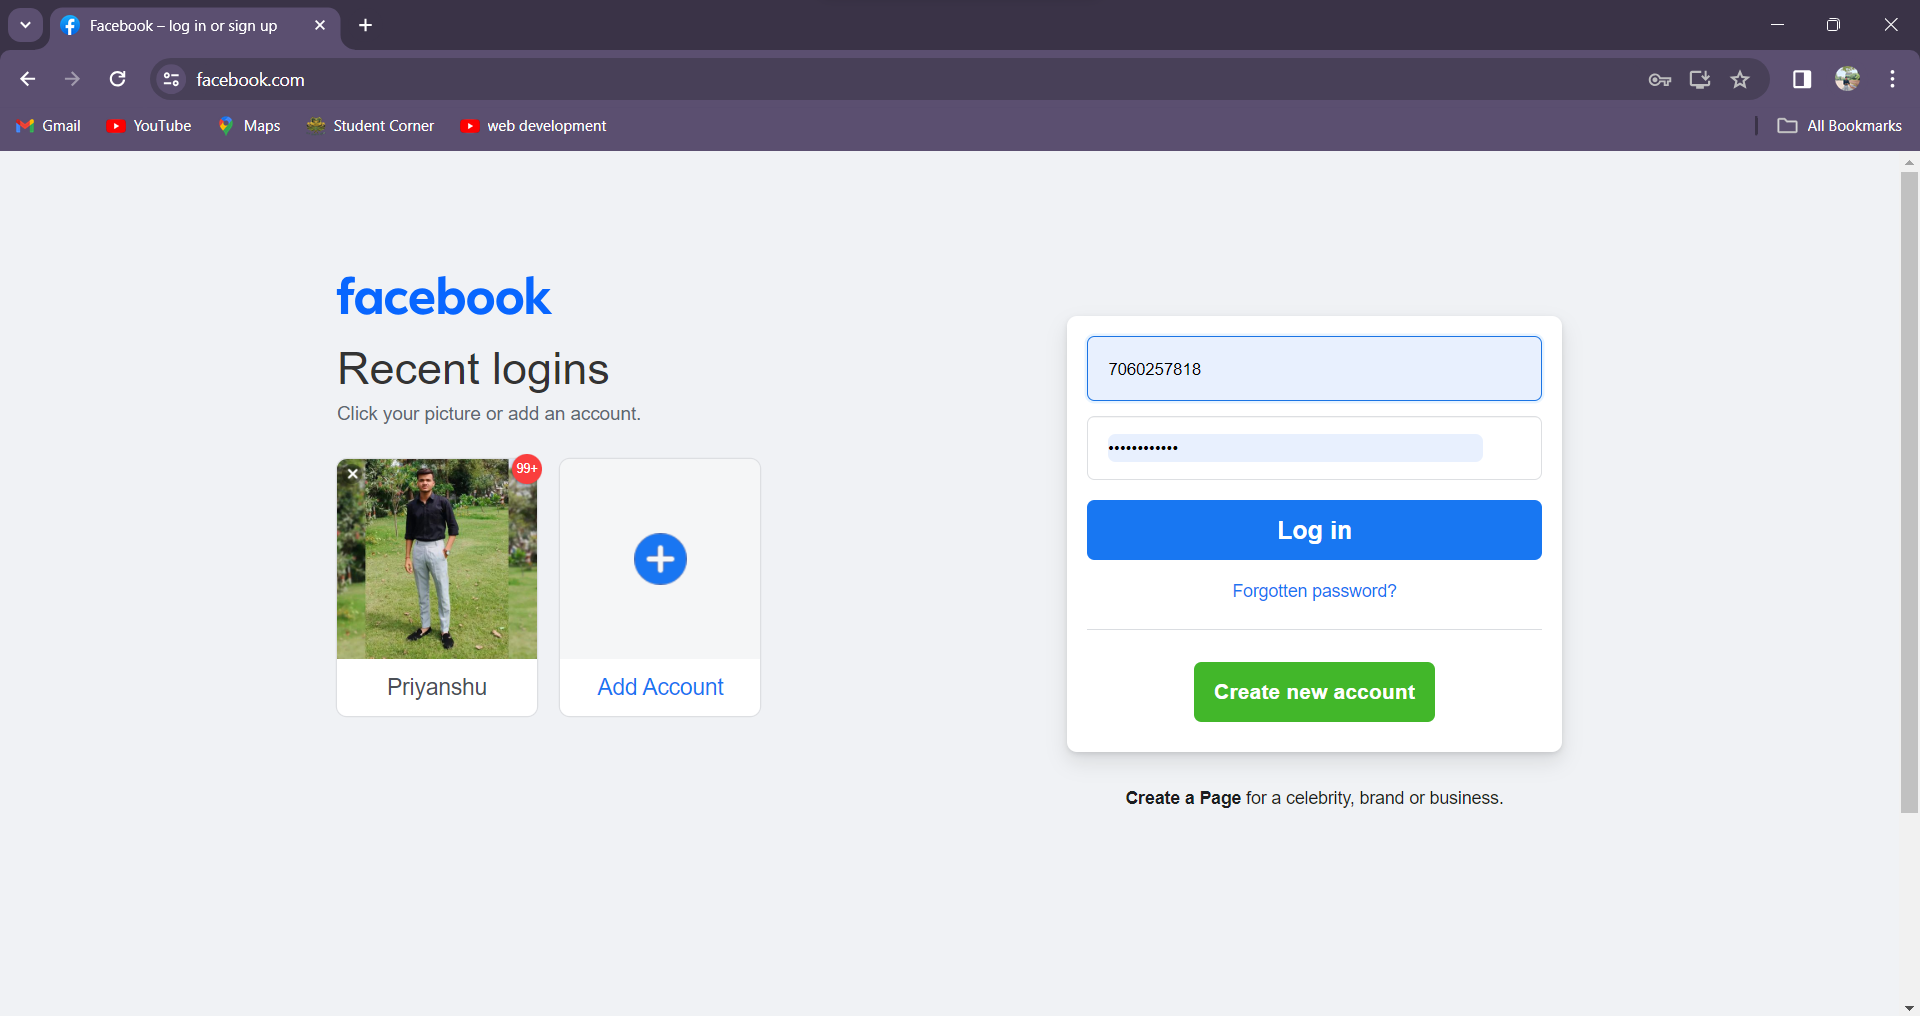 Facebook – log in or sign up
facebook.com
Gmail YouTube Maps Student Corner web development All Bookmarks
facebook
Recent logins
Click your picture or add an account.
99+
Priyanshu
Add Account
7060257818
••••••••••••
Log in
Forgotten password?
Create new account
Create a Page for a celebrity, brand or business.